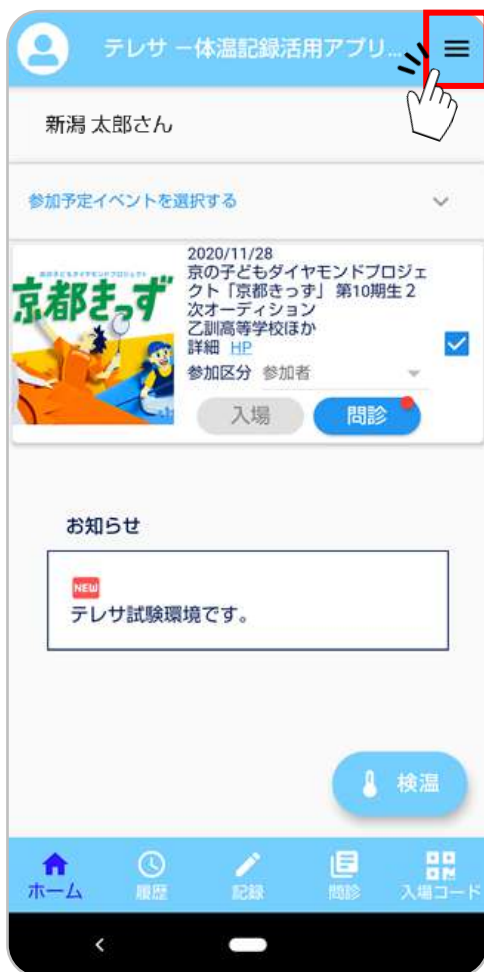 テレサ ー体温記録活用アプリ...
新潟 太郎さん
参加予定イベントを選択する
京都きっず
2020/11/28
京の子どもダイヤモンドプロジェ
クト「京都きっず」 第10期生２
次オーディション
乙訓高等学校ほか
詳細 HP
参加区分 参加者
入場 問診
お知らせ
NEW
テレサ試験環境です。
検温
ホーム 履歴 記録 問診 入場コード